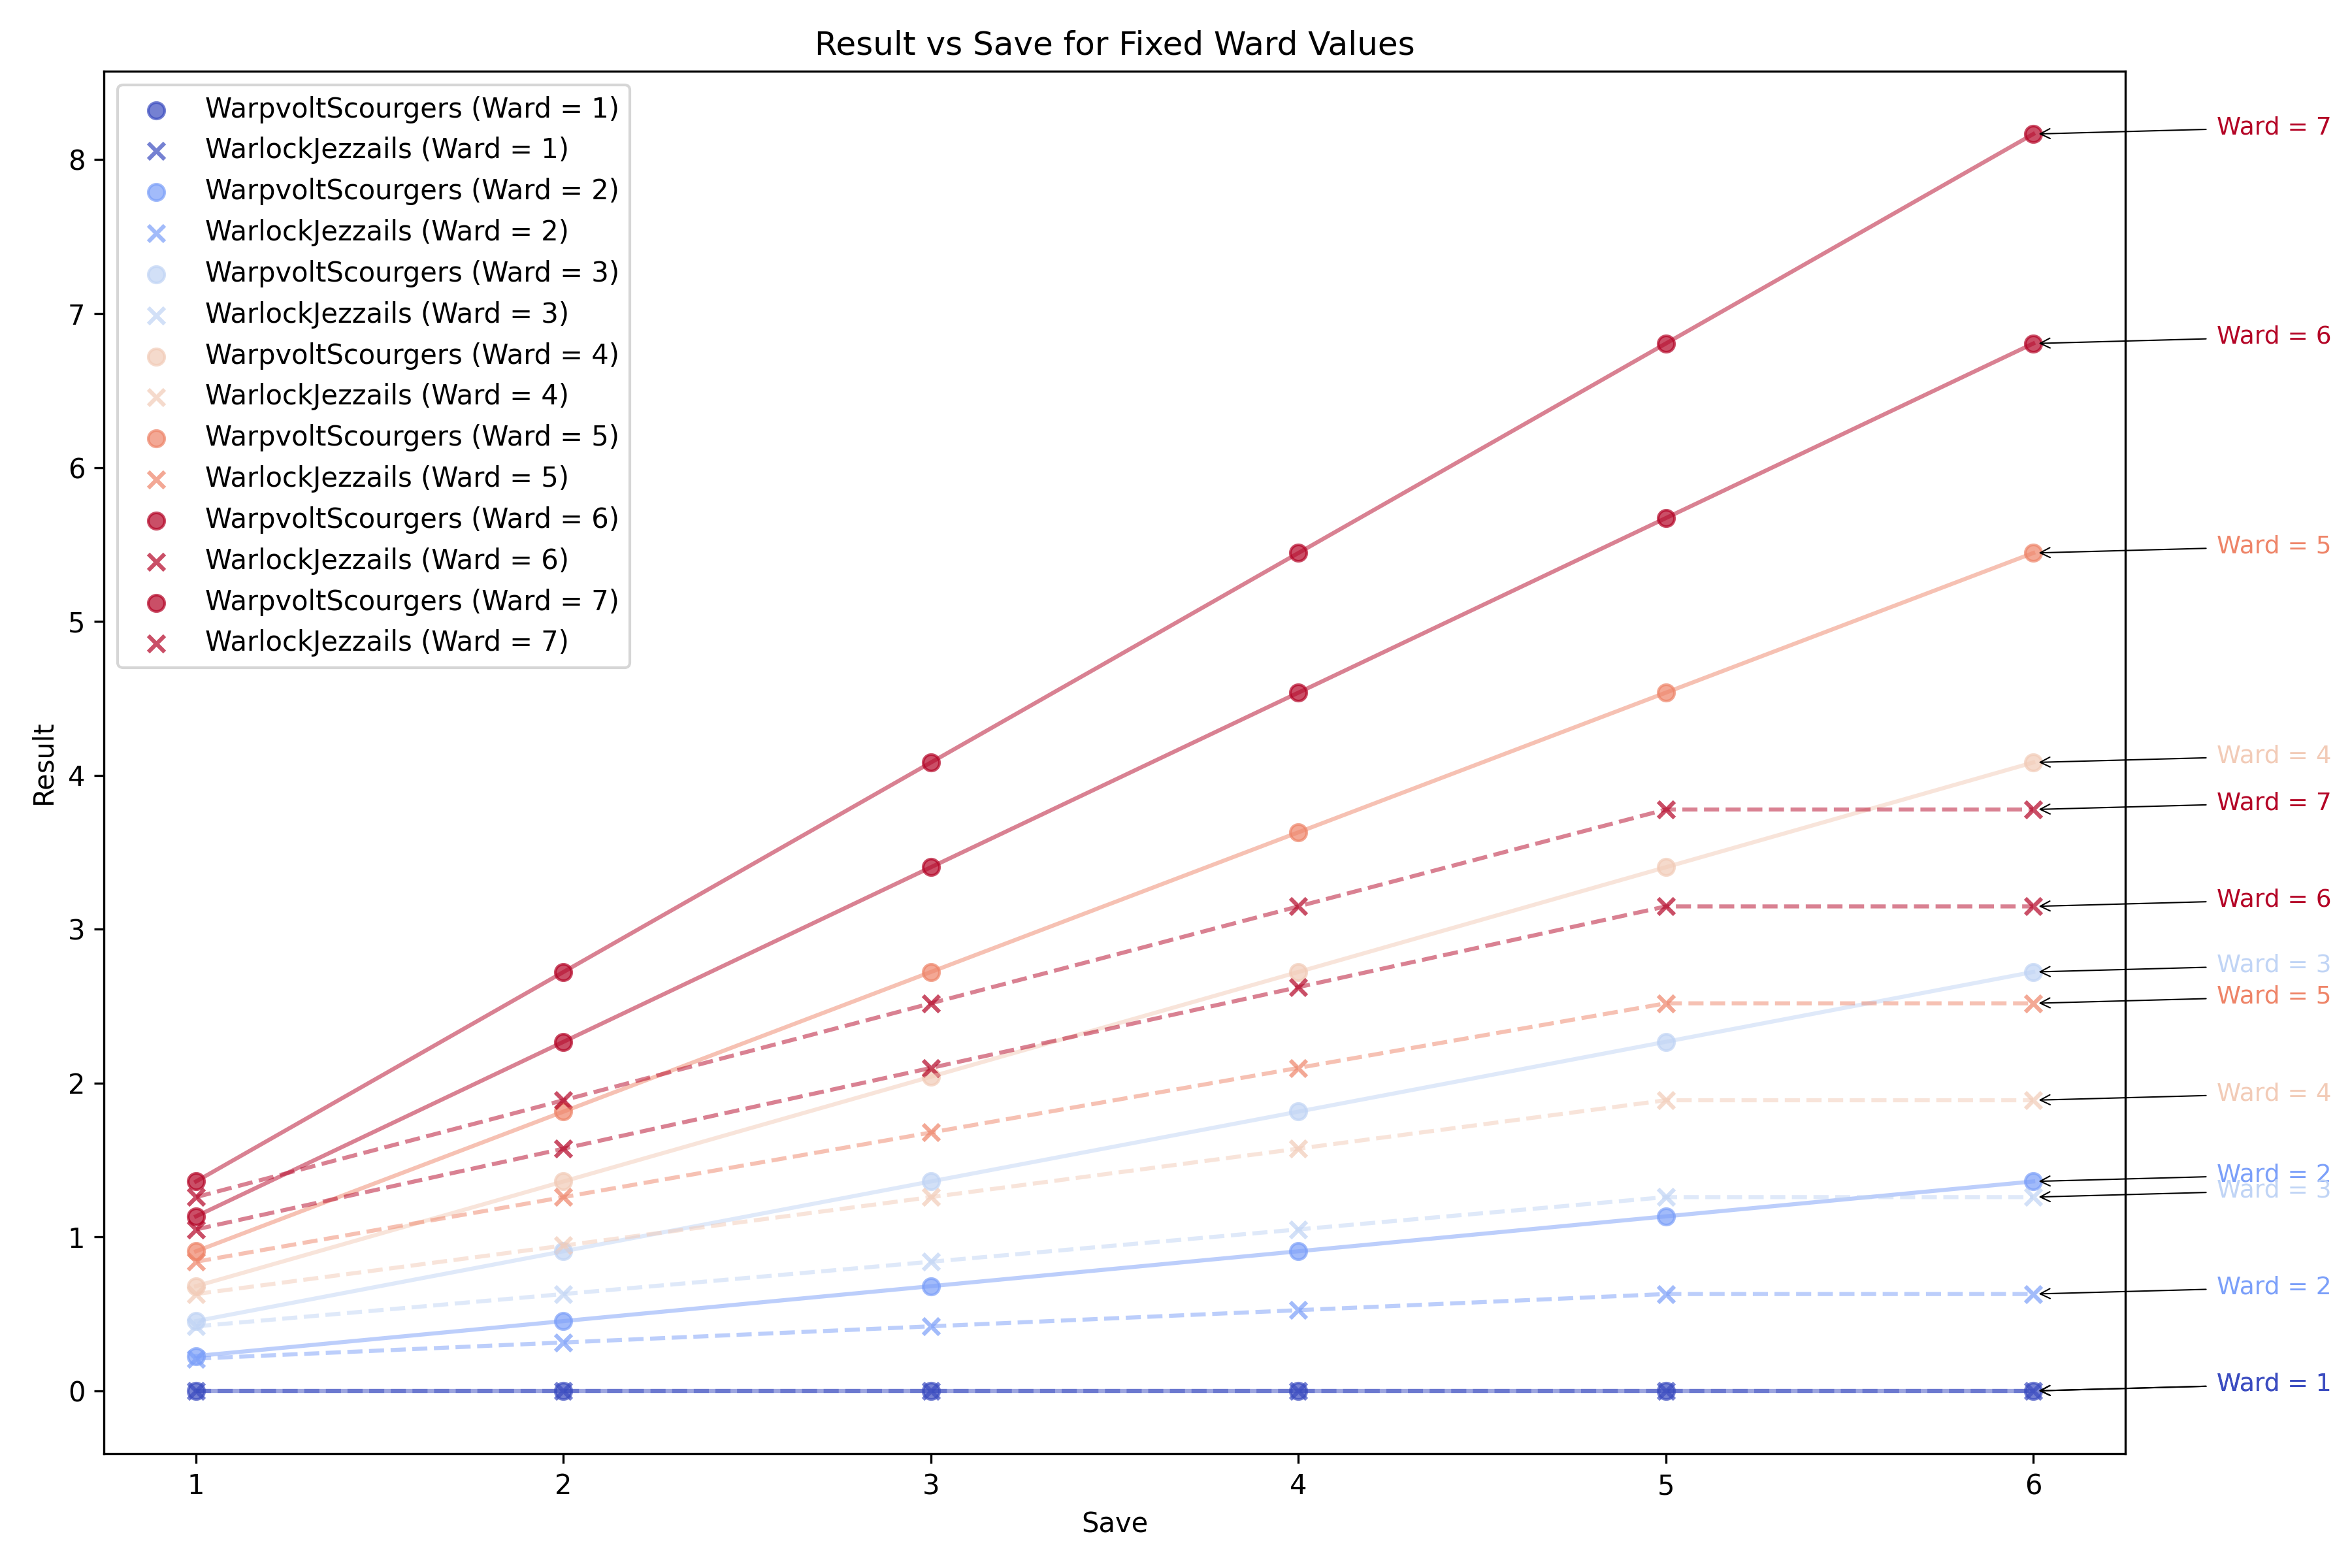 Result vs Save for Fixed Ward Values
WarpvoltScourgers (Ward = 1)
WarlockJezzails (Ward = 1)
WarpvoltScourgers (Ward = 2)
WarlockJezzails (Ward = 2)
WarpvoltScourgers (Ward = 3)
WarlockJezzails (Ward = 3)
WarpvoltScourgers (Ward = 4)
WarlockJezzails (Ward = 4)
WarpvoltScourgers (Ward = 5)
WarlockJezzails (Ward = 5)
WarpvoltScourgers (Ward = 6)
WarlockJezzails (Ward = 6)
WarpvoltScourgers (Ward = 7)
WarlockJezzails (Ward = 7)
8
7
6
5
4
3
2
1
0
Result
Ward = 7
Ward = 6
Ward = 5
Ward = 4
Ward = 7
Ward = 6
Ward = 3
Ward = 5
Ward = 4
Ward = 2
Ward = 3
Ward = 2
Ward = 1
1 2 3 4 5 6
Save